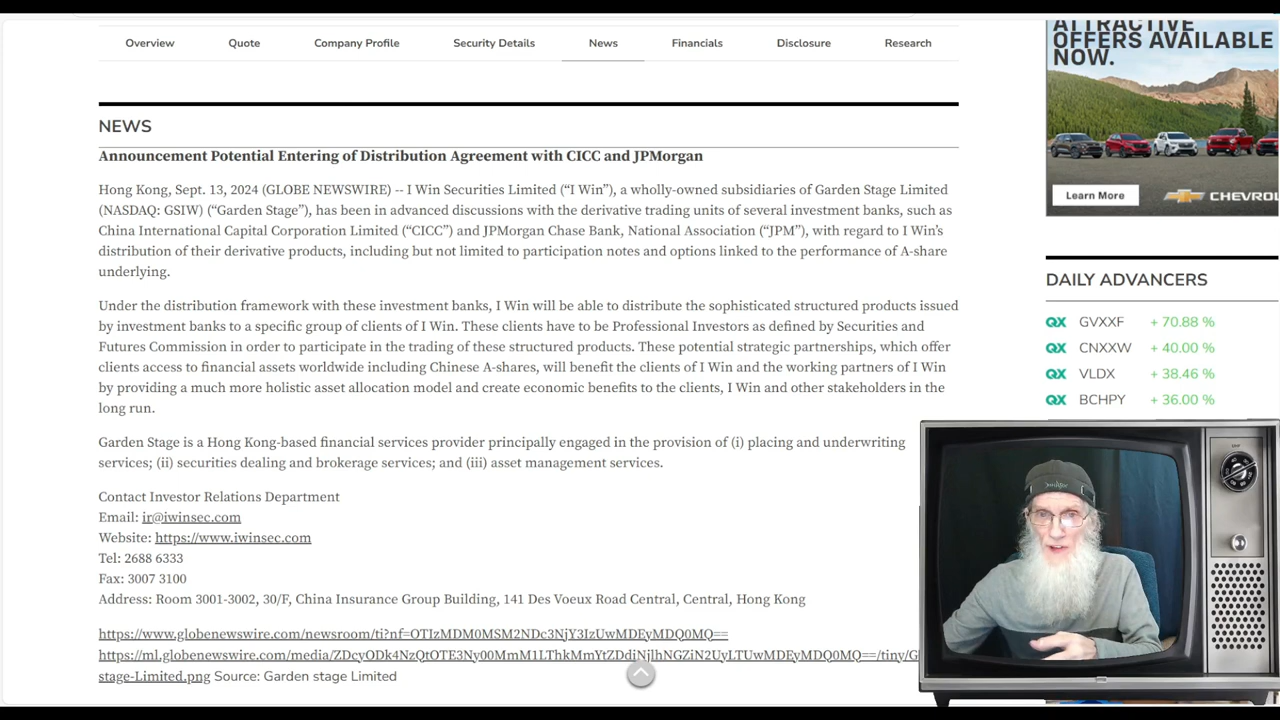 Overview
Quote
Company Profile
Security Details
News
Financials
Disclosure
Research
NEWS
Announcement Potential Entering of Distribution Agreement with CICC and JPMorgan
Hong Kong, Sept. 13, 2024 (GLOBE NEWSWIRE) -- I Win Securities Limited (“I Win”), a wholly-owned subsidiaries of Garden Stage Limited
(NASDAQ: GSIW) (“Garden Stage”), has been in advanced discussions with the derivative trading units of several investment banks, such as
China International Capital Corporation Limited (“CICC”) and JPMorgan Chase Bank, National Association (“JPM”), with regard to I Win’s
distribution of their derivative products, including but not limited to participation notes and options linked to the performance of A-share
underlying.
Under the distribution framework with these investment banks, I Win will be able to distribute the sophisticated structured products issued
by investment banks to a specific group of clients of I Win. These clients have to be Professional Investors as defined by Securities and
Futures Commission in order to participate in the trading of these structured products. These potential strategic partnerships, which offer
clients access to financial assets worldwide including Chinese A-shares, will benefit the clients of I Win and the working partners of I Win
by providing a much more holistic asset allocation model and create economic benefits to the clients, I Win and other stakeholders in the
long run.
Garden Stage is a Hong Kong-based financial services provider principally engaged in the provision of (i) placing and underwriting
services; (ii) securities dealing and brokerage services; and (iii) asset management services.
Contact Investor Relations Department
Email: ir@iwinsec.com
Website: https://www.iwinsec.com
Tel: 2688 6333
Fax: 3007 3100
Address: Room 3001-3002, 30/F, China Insurance Group Building, 141 Des Voeux Road Central, Central, Hong Kong
https://www.globenewswire.com/newsroom/ti?nf=OTIzMDM0MSM2NDc3NjY3IzUwMDEyMDQ0MQ==
https://ml.globenewswire.com/media/ZDcyODk4NzQtOTE3Ny00MmM1LThkMmYtZDdiNjlhNGZiN2UyLTUwMDEyMDQ0MQ==/tiny/G
stage-Limited.png Source: Garden stage Limited
ATTRACTIVE
OFFERS AVAILABLE
NOW.
Learn More
CHEVROL
DAILY ADVANCERS
QX GVXXF + 70.88 %
QX CNXXW + 40.00 %
QX VLDX + 38.46 %
QX BCHPY + 36.00 %